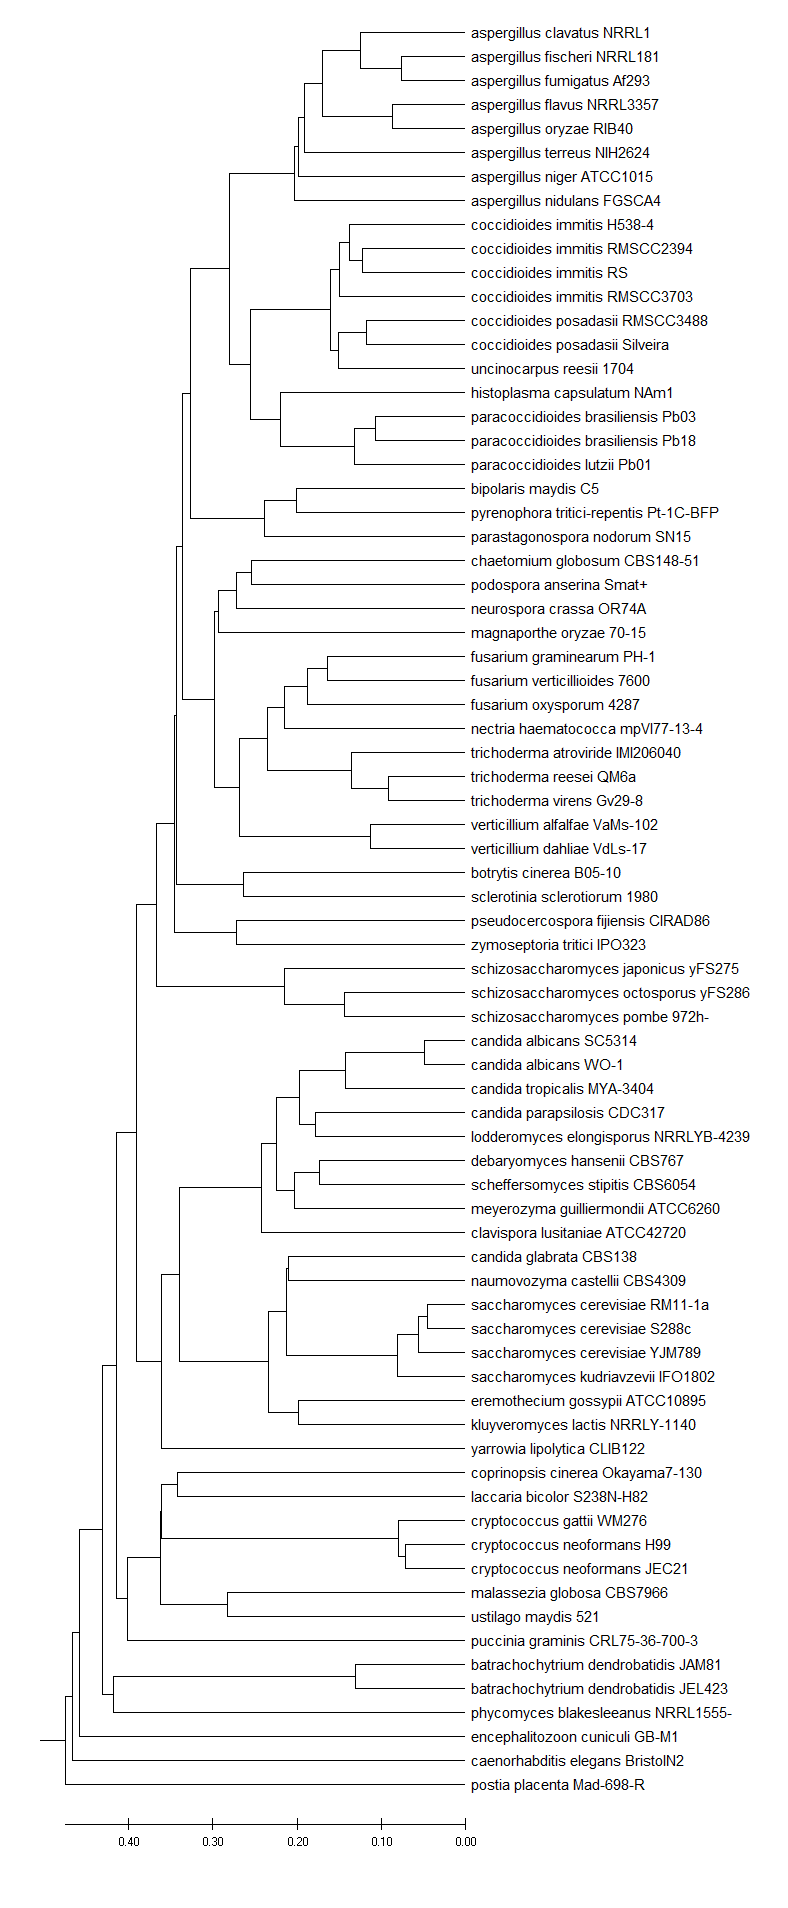 aspergillus clavatus NRRL1
aspergillus fischeri NRRL181
aspergillus fumigatus Af293
aspergillus flavus NRRL3357
aspergillus oryzae RIB40
aspergillus terreus NIH2624
aspergillus niger ATCC1015
aspergillus nidulans FGSCA4
coccidioides immitis H538-4
coccidioides immitis RMSCC2394
coccidioides immitis RS
coccidioides immitis RMSCC3703
coccidioides posadasii RMSCC3488
coccidioides posadasii Silveira
uncinocarpus reesii 1704
histoplasma capsulatum NAm1
paracoccidioides brasiliensis Pb03
paracoccidioides brasiliensis Pb18
paracoccidioides lutzii Pb01
bipolaris maydis C5
pyrenophora tritici-repentis Pt-1C-BFP
parastagonospora nodorum SN15
chaetomium globosum CBS148-51
podospora anserina Smat+
neurospora crassa OR74A
magnaporthe oryzae 70-15
fusarium graminearum PH-1
fusarium verticillioides 7600
fusarium oxysporum 4287
nectria haematococca mpVI77-13-4
trichoderma atroviride IMI206040
trichoderma reesei QM6a
trichoderma virens Gv29-8
verticillium alfalfae VaMs-102
verticillium dahliae VdLs-17
botrytis cinerea B05-10
sclerotinia sclerotiorum 1980
pseudocercospora fijiensis CIRAD86
zymoseptoria tritici IPO323
schizosaccharomyces japonicus yFS275
schizosaccharomyces octosporus yFS286
schizosaccharomyces pombe 972h-
candida albicans SC5314
candida albicans WO-1
candida tropicalis MYA-3404
candida parapsilosis CDC317
lodderomyces elongisporus NRRLYB-4239
debaryomyces hansenii CBS767
scheffersomyces stipitis CBS6054
meyerozyma guilliermondii ATCC6260
clavispora lusitaniae ATCC42720
candida glabrata CBS138
naumovozyma castellii CBS4309
saccharomyces cerevisiae RM11-1a
saccharomyces cerevisiae S288c
saccharomyces cerevisiae YJM789
saccharomyces kudriavzevii IFO1802
eremothecium gossypii ATCC10895
kluyveromyces lactis NRRLY-1140
yarrowia lipolytica CLIB122
coprinopsis cinerea Okayama7-130
laccaria bicolor S238N-H82
cryptococcus gattii WM276
cryptococcus neoformans H99
cryptococcus neoformans JEC21
malassezia globosa CBS7966
ustilago maydis 521
puccinia graminis CRL75-36-700-3
batrachochytrium dendrobatidis JAM81
batrachochytrium dendrobatidis JEL423
phycomyces blakesleeanus NRRL1555-
encephalitozoon cuniculi GB-M1
caenorhabditis elegans BristolN2
postia placenta Mad-698-R
0.40 0.30 0.20 0.10 0.00